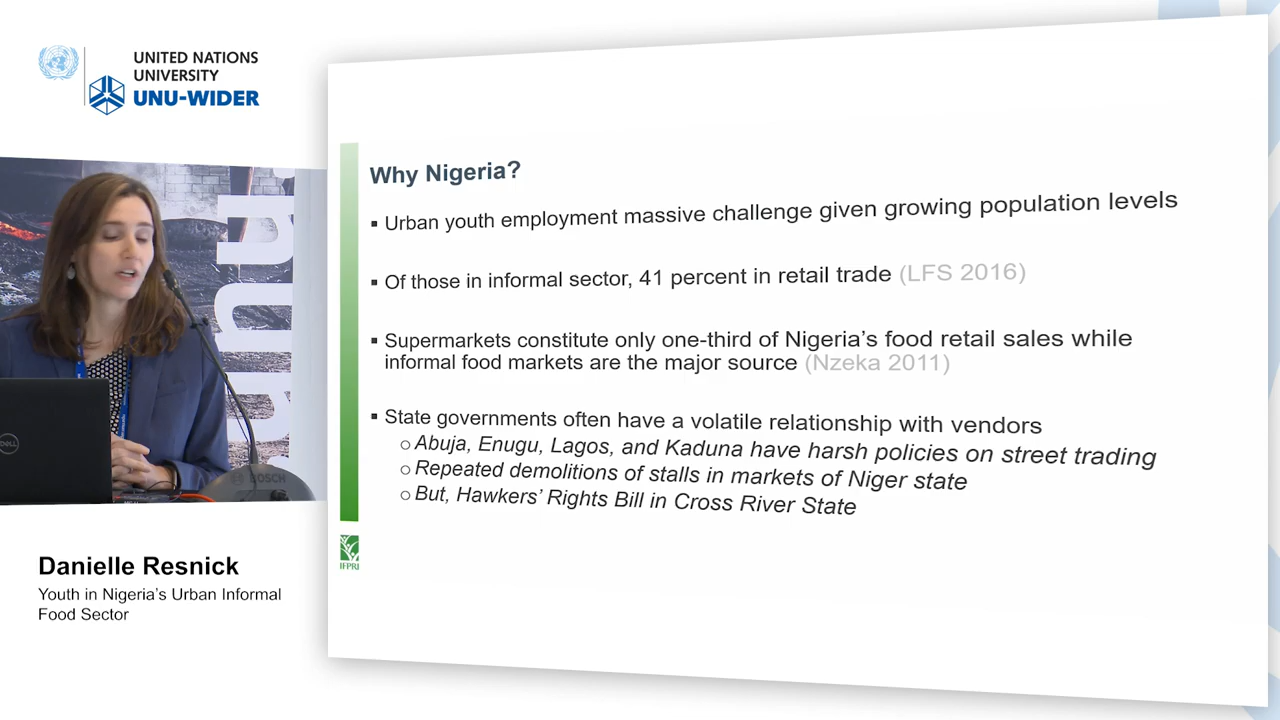 UNITED NATIONS
UNIVERSITY
UNU-WIDER
unu
DELL
BOSCH
Danielle Resnick
Youth in Nigeria's Urban Informal
Food Sector
Why Nigeria?
▪ Urban youth employment massive challenge given growing population levels
▪ Of those in informal sector, 41 percent in retail trade (LFS 2016)
▪ Supermarkets constitute only one-third of Nigeria's food retail sales while
informal food markets are the major source (Nzeka 2011)
▪ State governments often have a volatile relationship with vendors
○ Abuja, Enugu, Lagos, and Kaduna have harsh policies on street trading
○ Repeated demolitions of stalls in markets of Niger state
○ But, Hawkers' Rights Bill in Cross River State
IFPRI